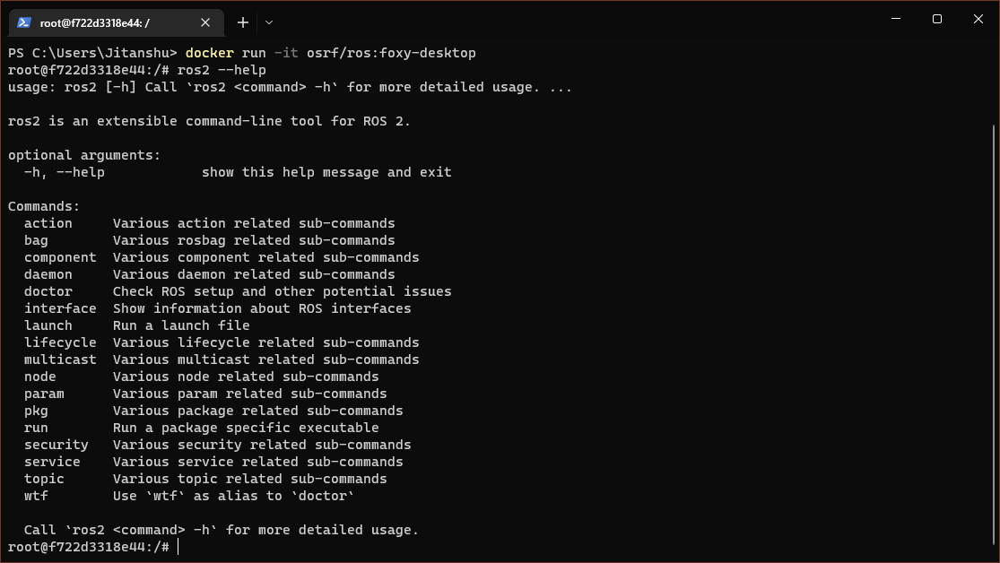 root@f722d3318e44: /
PS C:\Users\Jitanshu> docker run -it osrf/ros:foxy-desktop
root@f722d3318e44:/# ros2 --help
usage: ros2 [-h] Call `ros2 <command> -h` for more detailed usage. ...

ros2 is an extensible command-line tool for ROS 2.

optional arguments:
  -h, --help            show this help message and exit

Commands:
  action     Various action related sub-commands
  bag        Various rosbag related sub-commands
  component  Various component related sub-commands
  daemon     Various daemon related sub-commands
  doctor     Check ROS setup and other potential issues
  interface  Show information about ROS interfaces
  launch     Run a launch file
  lifecycle  Various lifecycle related sub-commands
  multicast  Various multicast related sub-commands
  node       Various node related sub-commands
  param      Various param related sub-commands
  pkg        Various package related sub-commands
  run        Run a package specific executable
  security   Various security related sub-commands
  service    Various service related sub-commands
  topic      Various topic related sub-commands
  wtf        Use `wtf` as alias to `doctor`

  Call `ros2 <command> -h` for more detailed usage.
root@f722d3318e44:/#